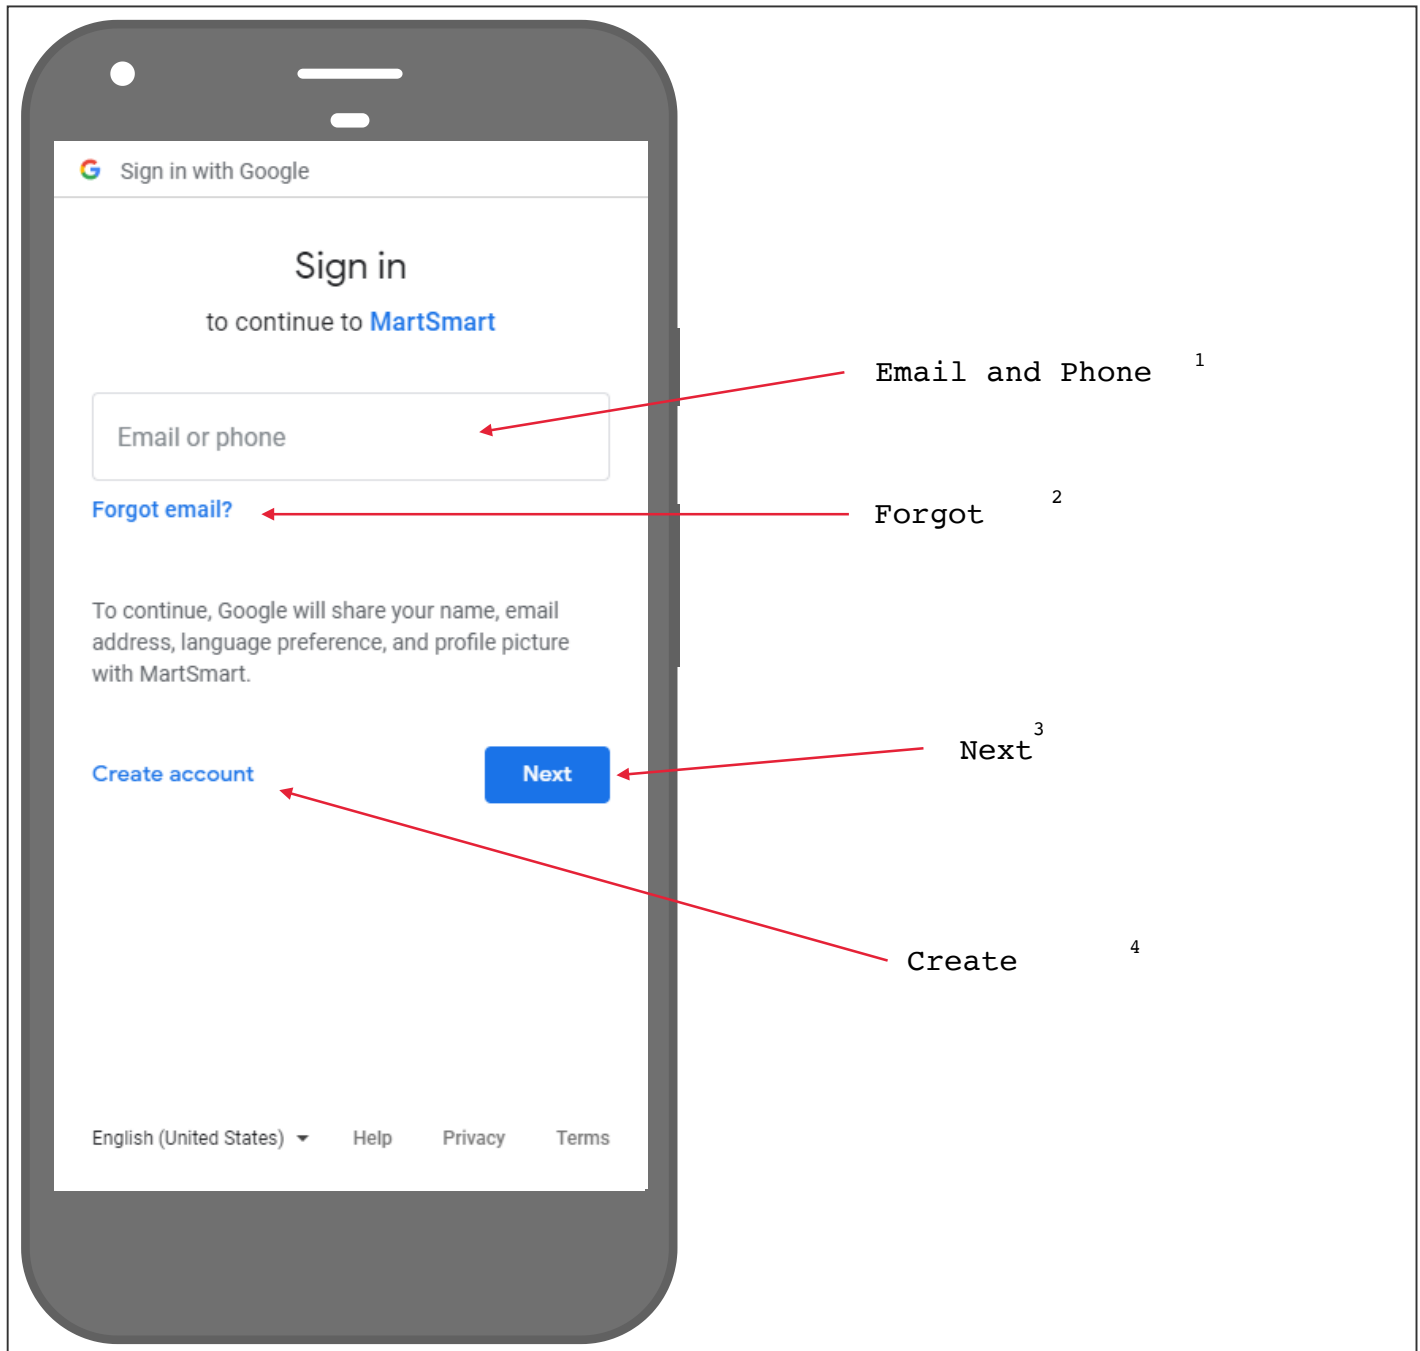 Sign in with Google
Sign in
to continue to MartSmart
Email or phone
Forgot email?
To continue, Google will share your name, email
address, language preference, and profile picture
with MartSmart.
Create account
Next
English (United States)
Help
Privacy
Terms
Email and Phone 1
Forgot 2
Next 3
Create 4